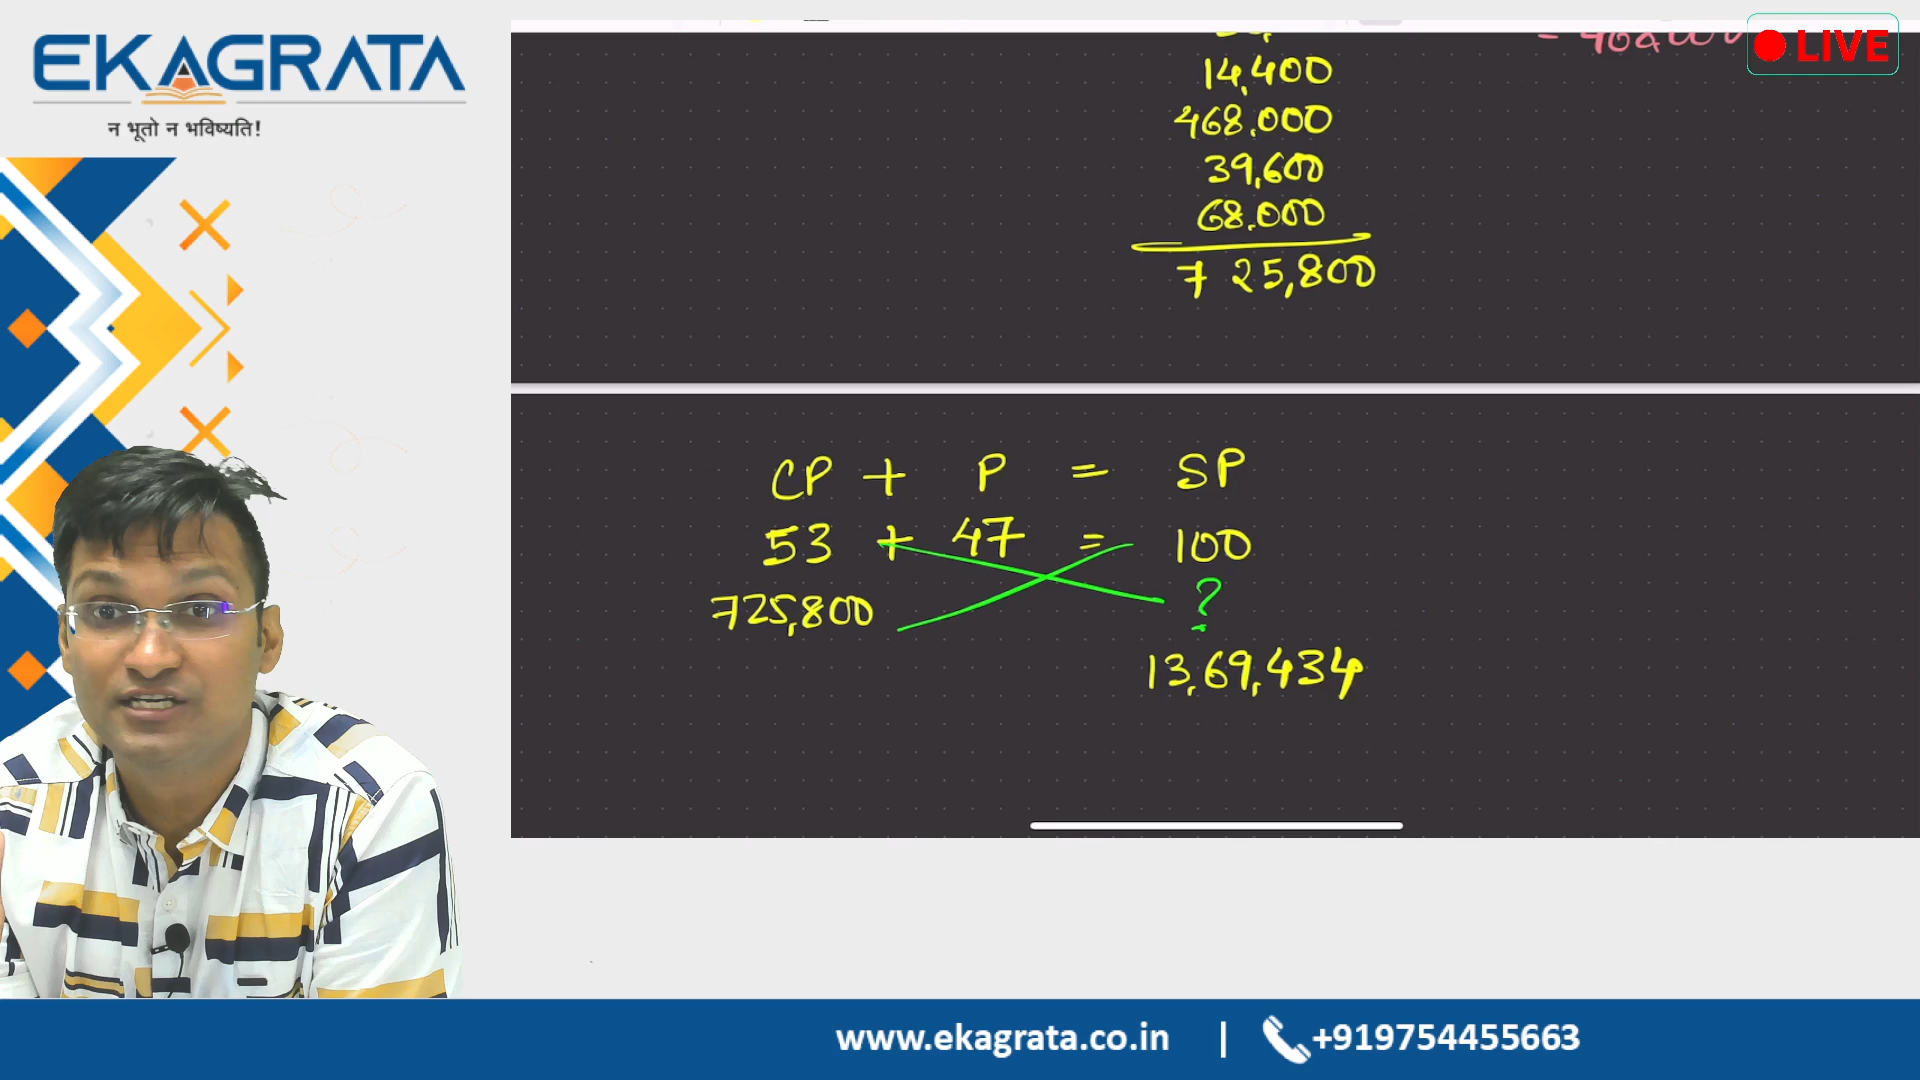 EKAGRATA
न भूतो न भविष्यति!
LIVE
14,400
468.000
39,600
68.000
7 25,800
CP + P = SP
53 + 47 = 100
725,800 ?
13,69,434
www.ekagrata.co.in | +919754455663